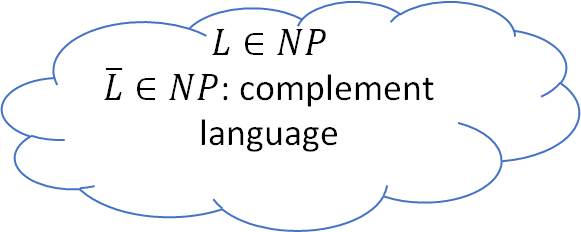 L ∈ NP
L̅ ∈ NP: complement
language